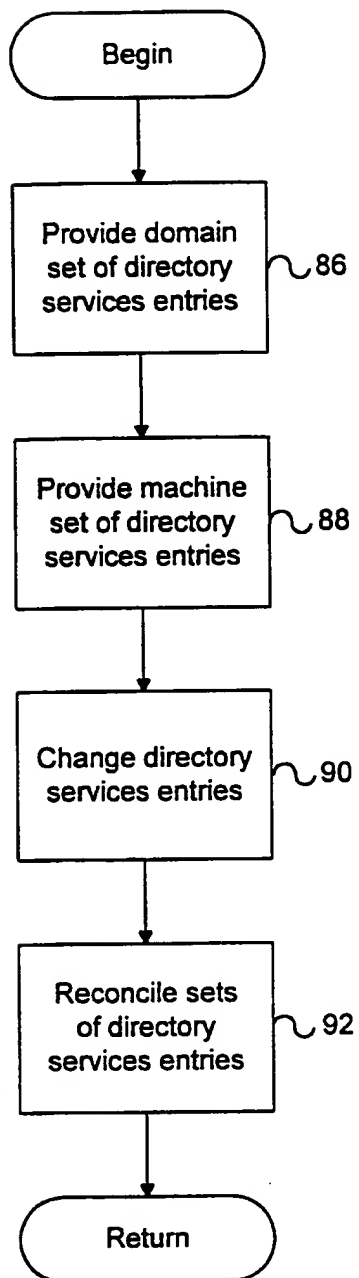 Begin
Provide domain
set of directory
services entries
86
Provide machine
set of directory
services entries
88
Change directory
services entries
90
Reconcile sets
of directory
services entries
92
Return